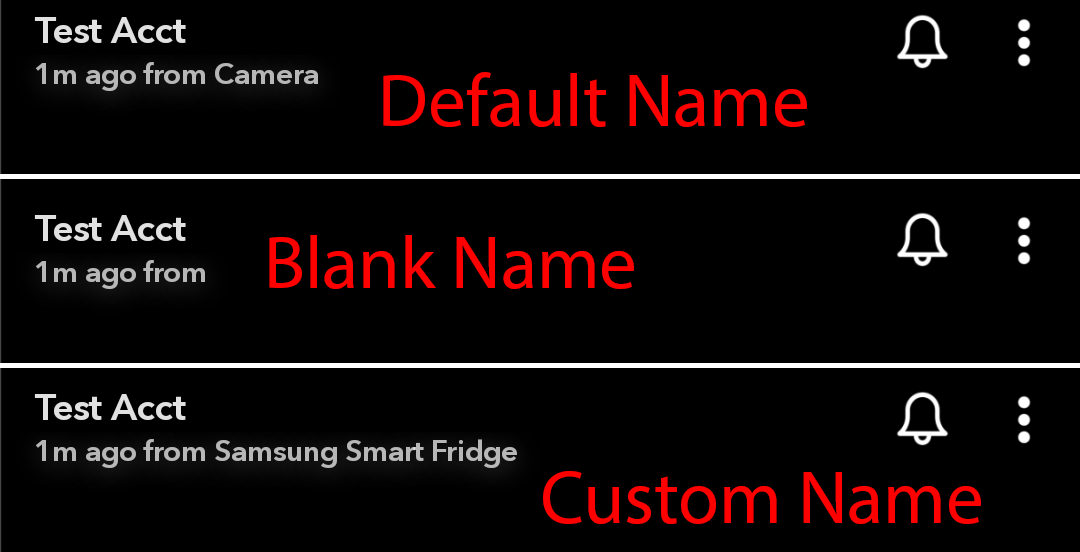 Test Acct
1m ago from Camera
Default Name
Test Acct
1m ago from
Blank Name
Test Acct
1m ago from Samsung Smart Fridge
Custom Name